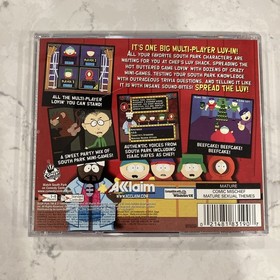 IT'S ONE BIG MULTI-PLAYER LUV-IN!
ALL YOUR FAVORITE SOUTH PARK CHARACTERS ARE
WAITING FOR YOU AT CHEF'S LUV SHACK. SPREADING THE
HOT BUTTERY GAME LOVIN' WITH DOZENS OF CRAZY
MINI-GAMES, TESTING YOUR SOUTH PARK KNOWLEDGE
WITH OUTRAGEOUS TRIVIA QUESTIONS AND TELLING IT LIKE
IT IS WITH INSANE SOUND-BITES! SPREAD THE LUV!
ALL THE MULTI-PLAYER
LOVIN' YOU CAN STAND!
A SWEET PARTY MIX OF
SOUTH PARK MINI-GAMES!
AUTHENTIC VOICES FROM
SOUTH PARK INCLUDING
ISAAC HAYES AS CHEF!
BEEFCAKE! BEEFCAKE!
BEEFCAKE!
AKclaim
WWW.ACCLAIM.COM
MATURE
COMIC MISCHIEF
MATURE SEXUAL THEMES